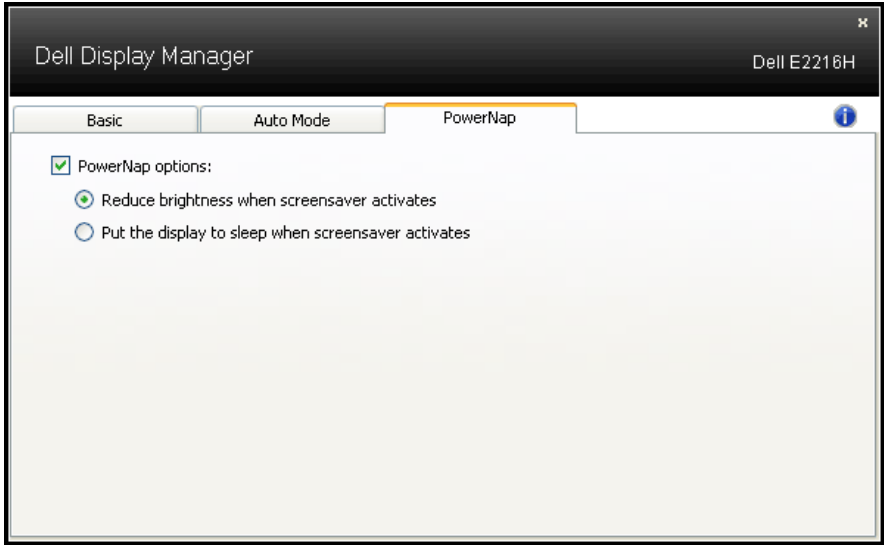 x
Dell Display Manager
Dell E2216H
Basic Auto Mode PowerNap i
PowerNap options:
Reduce brightness when screensaver activates
Put the display to sleep when screensaver activates